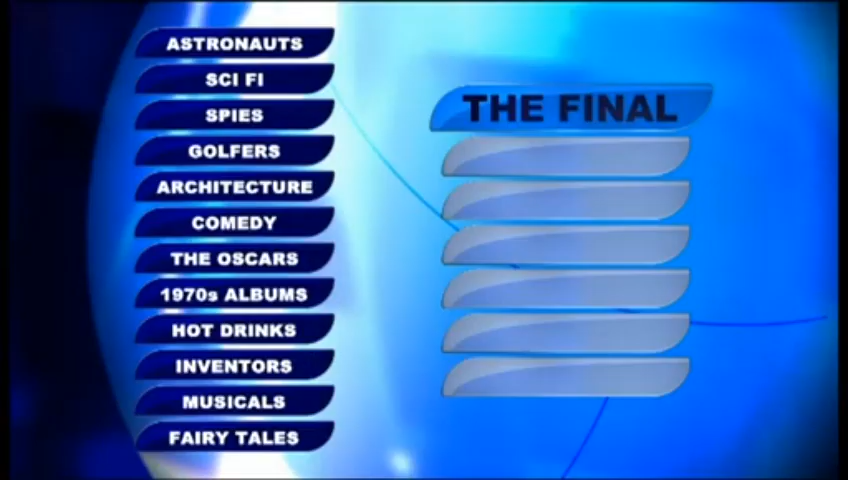 ASTRONAUTS
SCI FI
SPIES
GOLFERS
ARCHITECTURE
COMEDY
THE OSCARS
1970s ALBUMS
HOT DRINKS
INVENTORS
MUSICALS
FAIRY TALES
THE FINAL